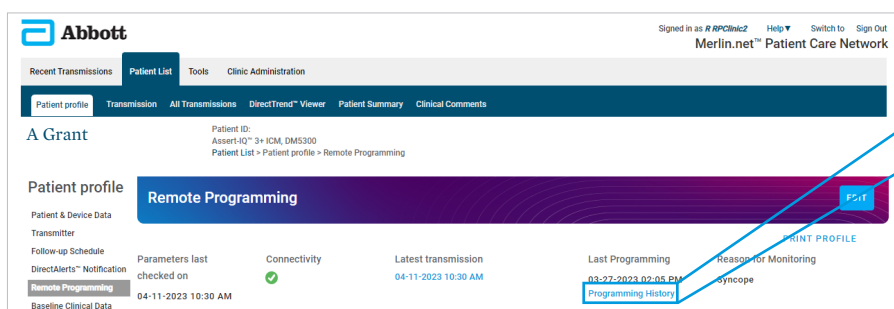 Abbott
Signed in as R RPClinic2 Help▼ Switch to Sign Out
Merlin.net™ Patient Care Network
Recent Transmissions Patient List Tools Clinic Administration
Patient profile Transmission All Transmissions DirectTrend™ Viewer Patient Summary Clinical Comments
A Grant
Patient ID:
Assert-IQ™ 3+ ICM, DM5300
Patient List > Patient profile > Remote Programming
Patient profile
Patient & Device Data
Transmitter
Follow-up Schedule
DirectAlerts™ Notification
Remote Programming
Baseline Clinical Data
Remote Programming
EDIT
PRINT PROFILE
Parameters last checked on
04-11-2023 10:30 AM
Connectivity
Latest transmission
04-11-2023 10:30 AM
Last Programming
03-27-2023 02:05 PM
Programming History
Reason for Monitoring
Syncope